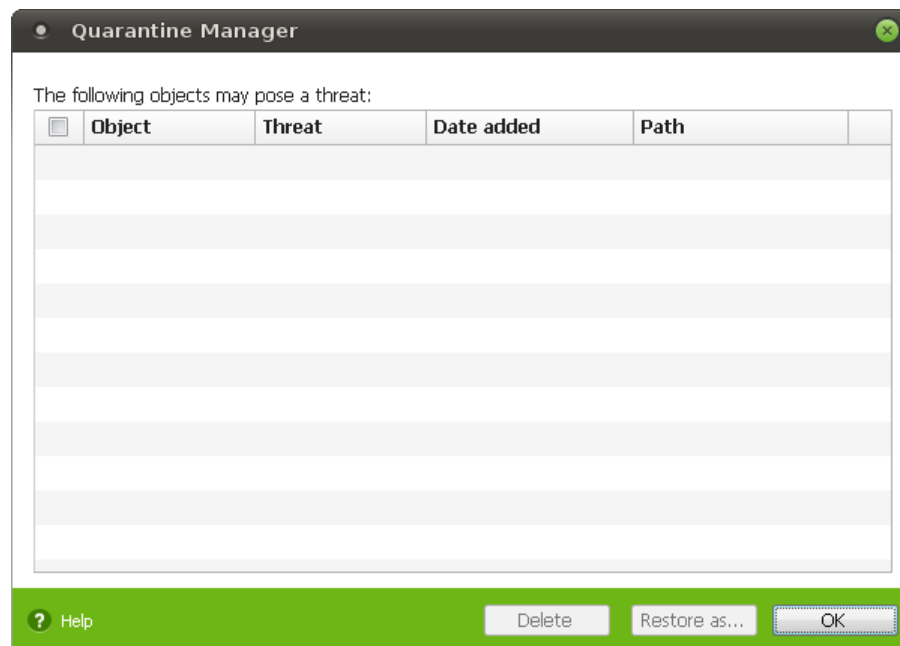 Quarantine Manager
The following objects may pose a threat:
Object Threat Date added Path
? Help Delete Restore as... OK